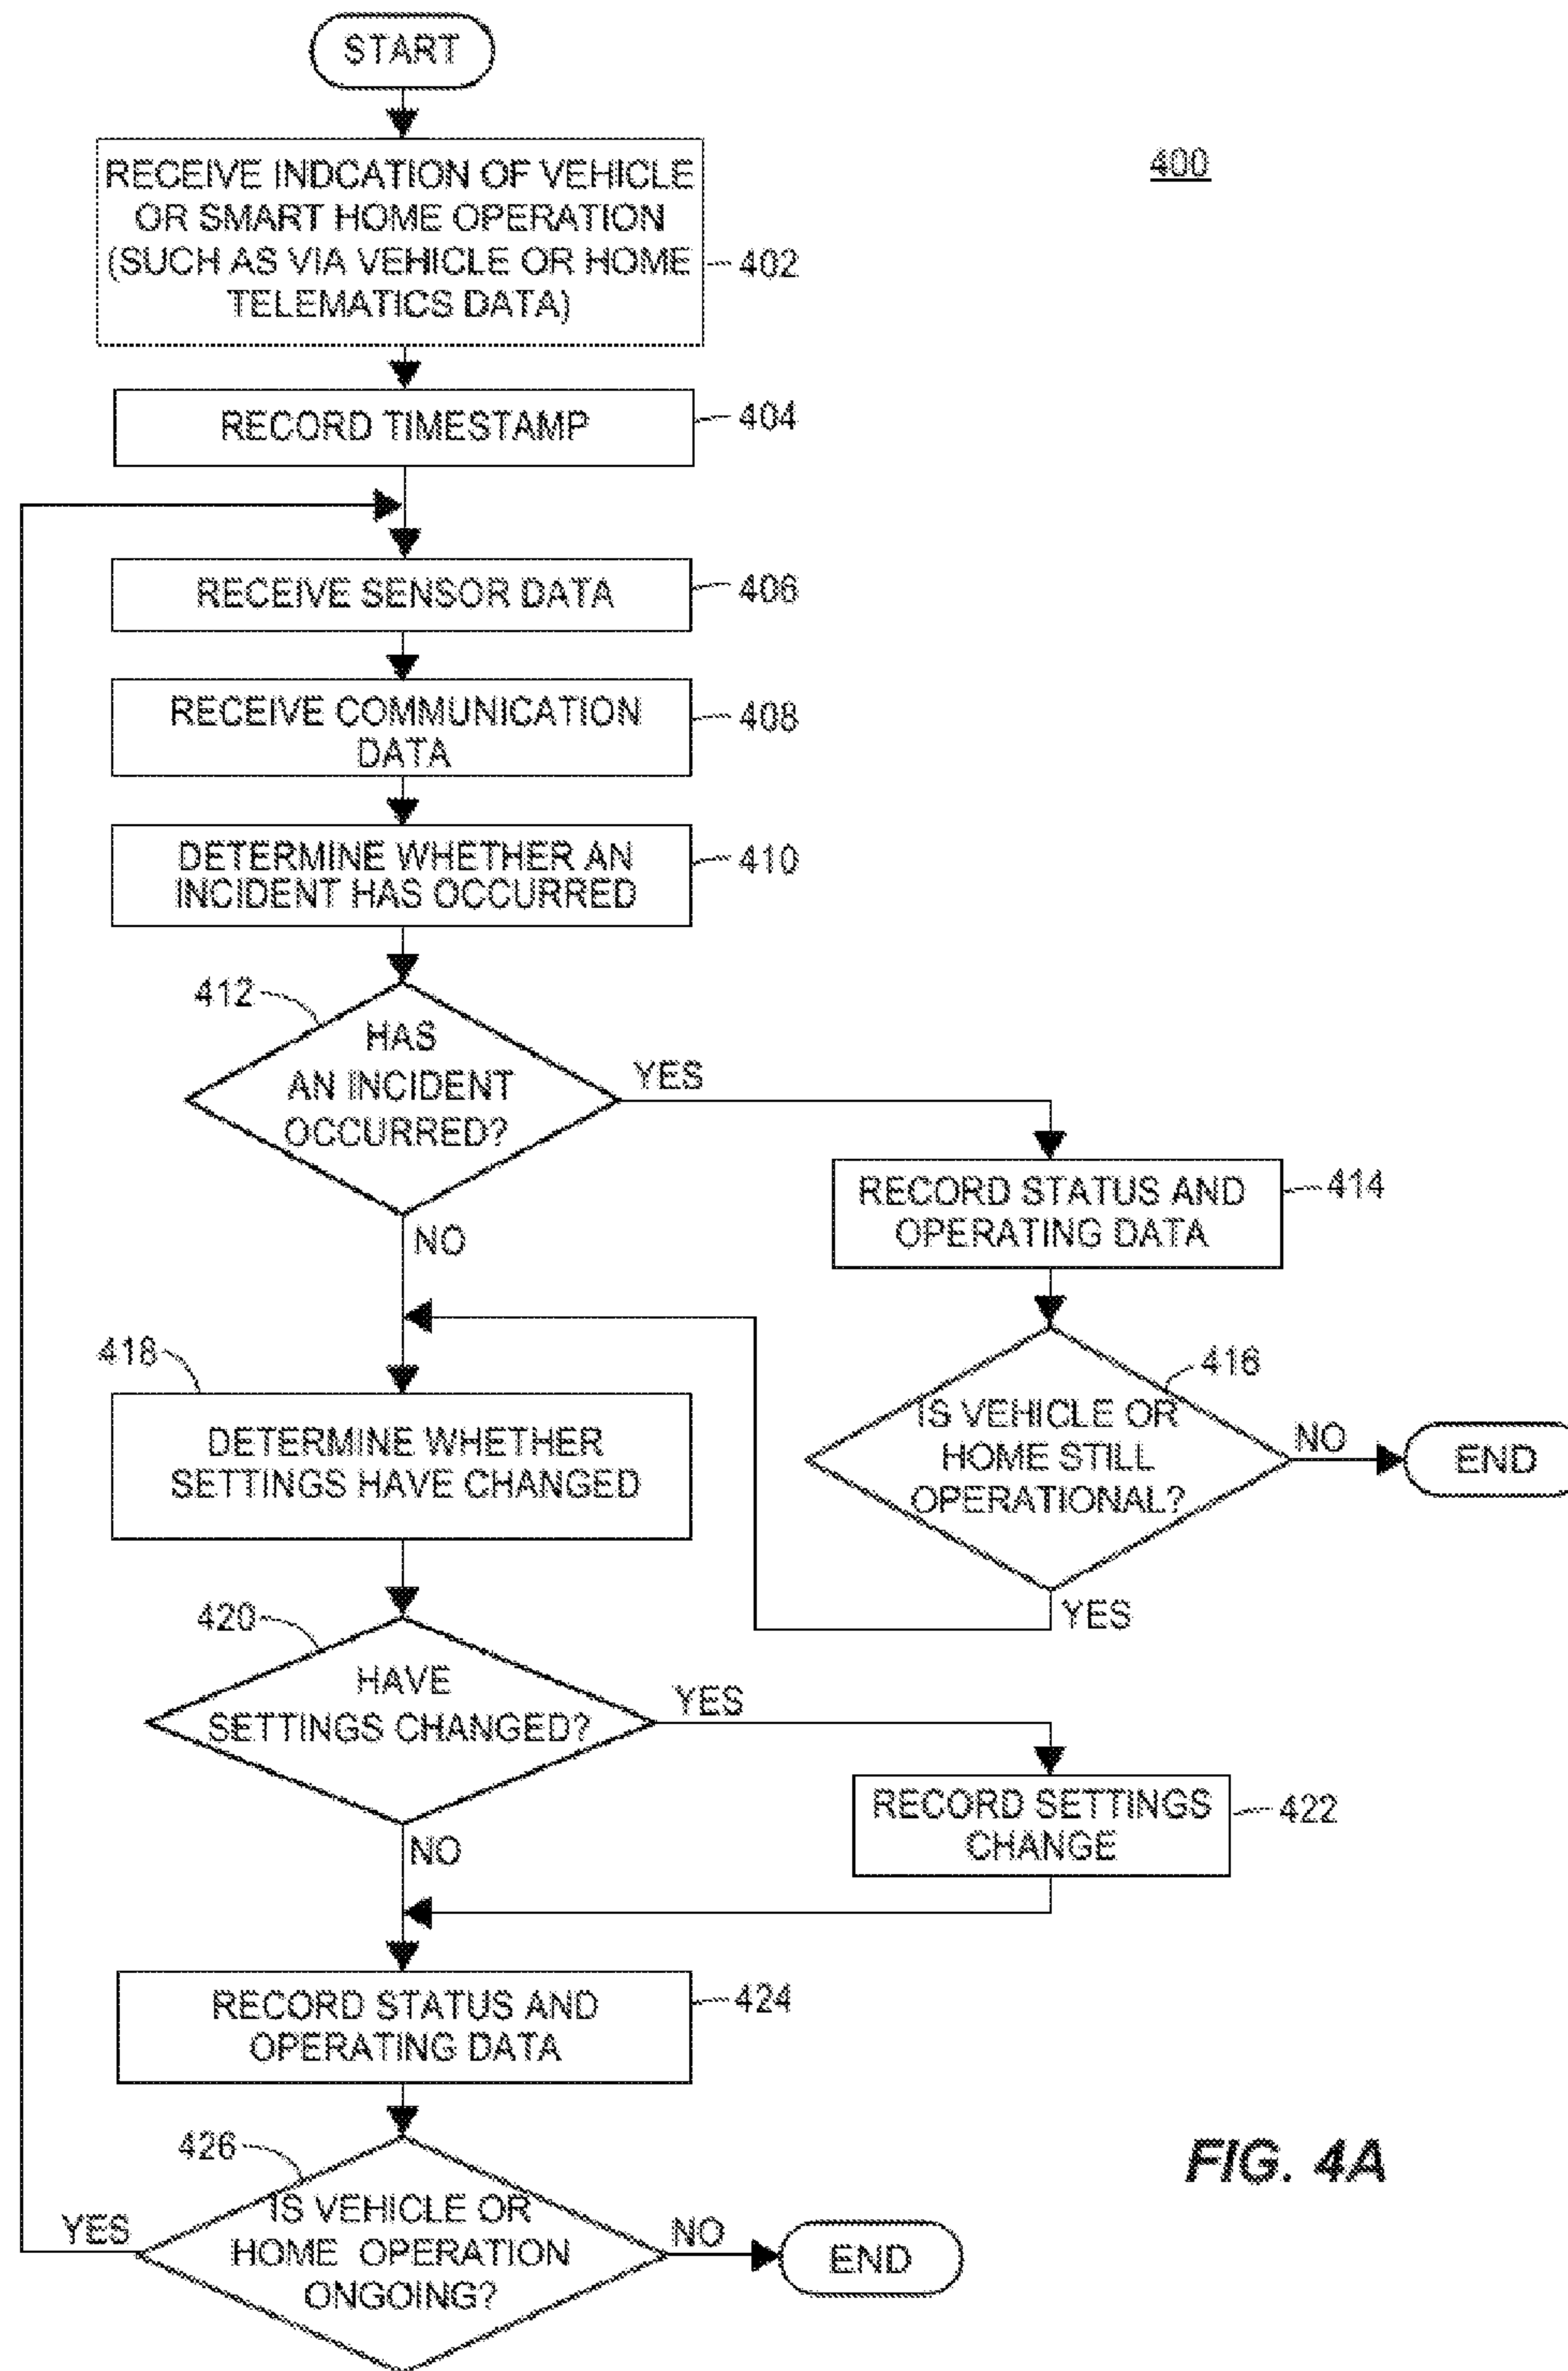 START
400
RECEIVE INDCATION OF VEHICLE
OR SMART HOME OPERATION
(SUCH AS VIA VEHICLE OR HOME
TELEMATICS DATA)
402
RECORD TIMESTAMP
404
RECEIVE SENSOR DATA
406
RECEIVE COMMUNICATION
DATA
408
DETERMINE WHETHER AN
INCIDENT HAS OCCURRED
410
412
HAS
AN INCIDENT
OCCURRED?
YES
NO
RECORD STATUS AND
OPERATING DATA
414
416
IS VEHICLE OR
HOME STILL
OPERATIONAL?
NO
END
YES
418
DETERMINE WHETHER
SETTINGS HAVE CHANGED
420
HAVE
SETTINGS CHANGED?
YES
NO
RECORD SETTINGS
CHANGE
422
RECORD STATUS AND
OPERATING DATA
424
426
IS VEHICLE OR
HOME OPERATION
ONGOING?
YES
NO
END
FIG. 4A